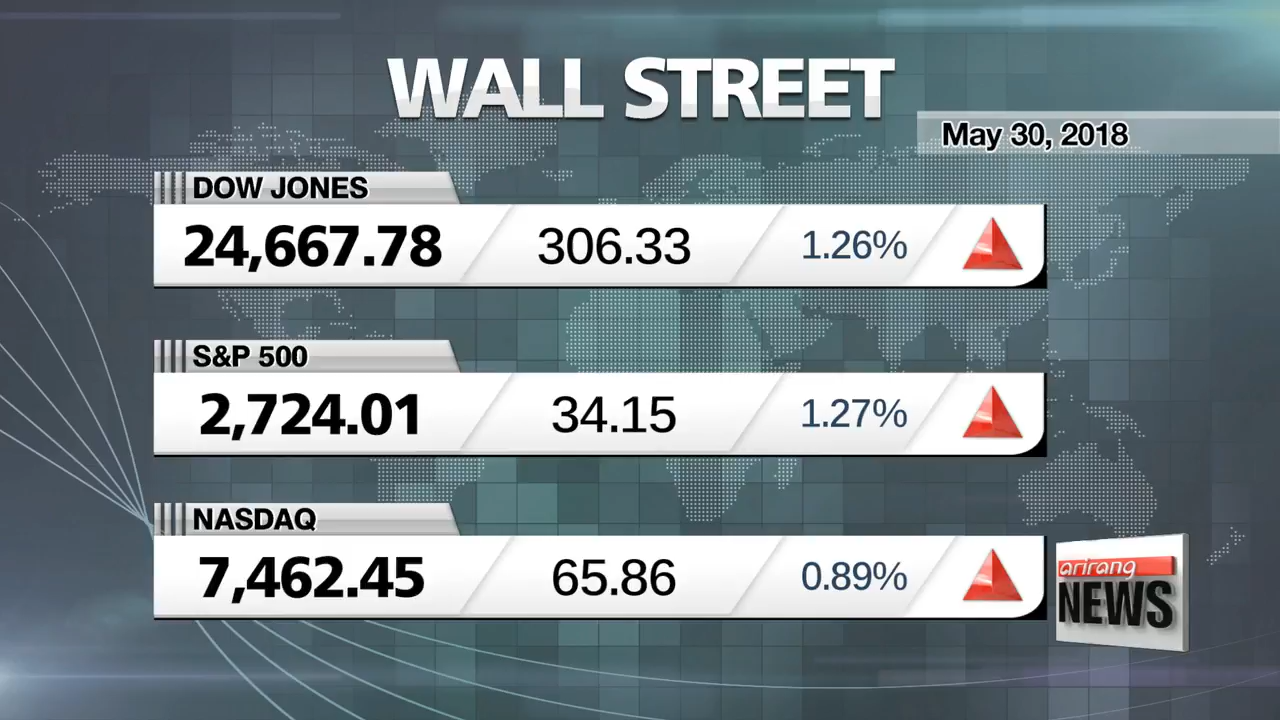 WALL STREET
May 30, 2018
DOW JONES
24,667.78 306.33 1.26%
S&P 500
2,724.01 34.15 1.27%
NASDAQ
7,462.45 65.86 0.89%
arirang
NEWS